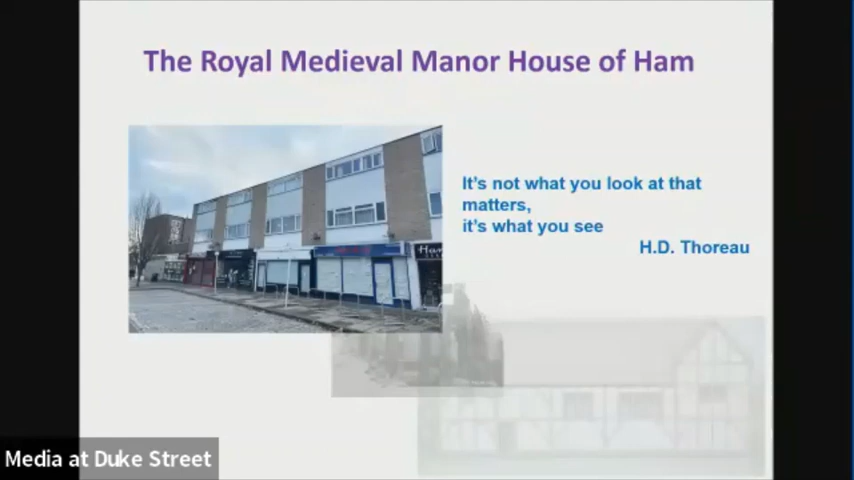 The Royal Medieval Manor House of Ham
It's not what you look at that
matters,
it's what you see
H.D. Thoreau
Media at Duke Street